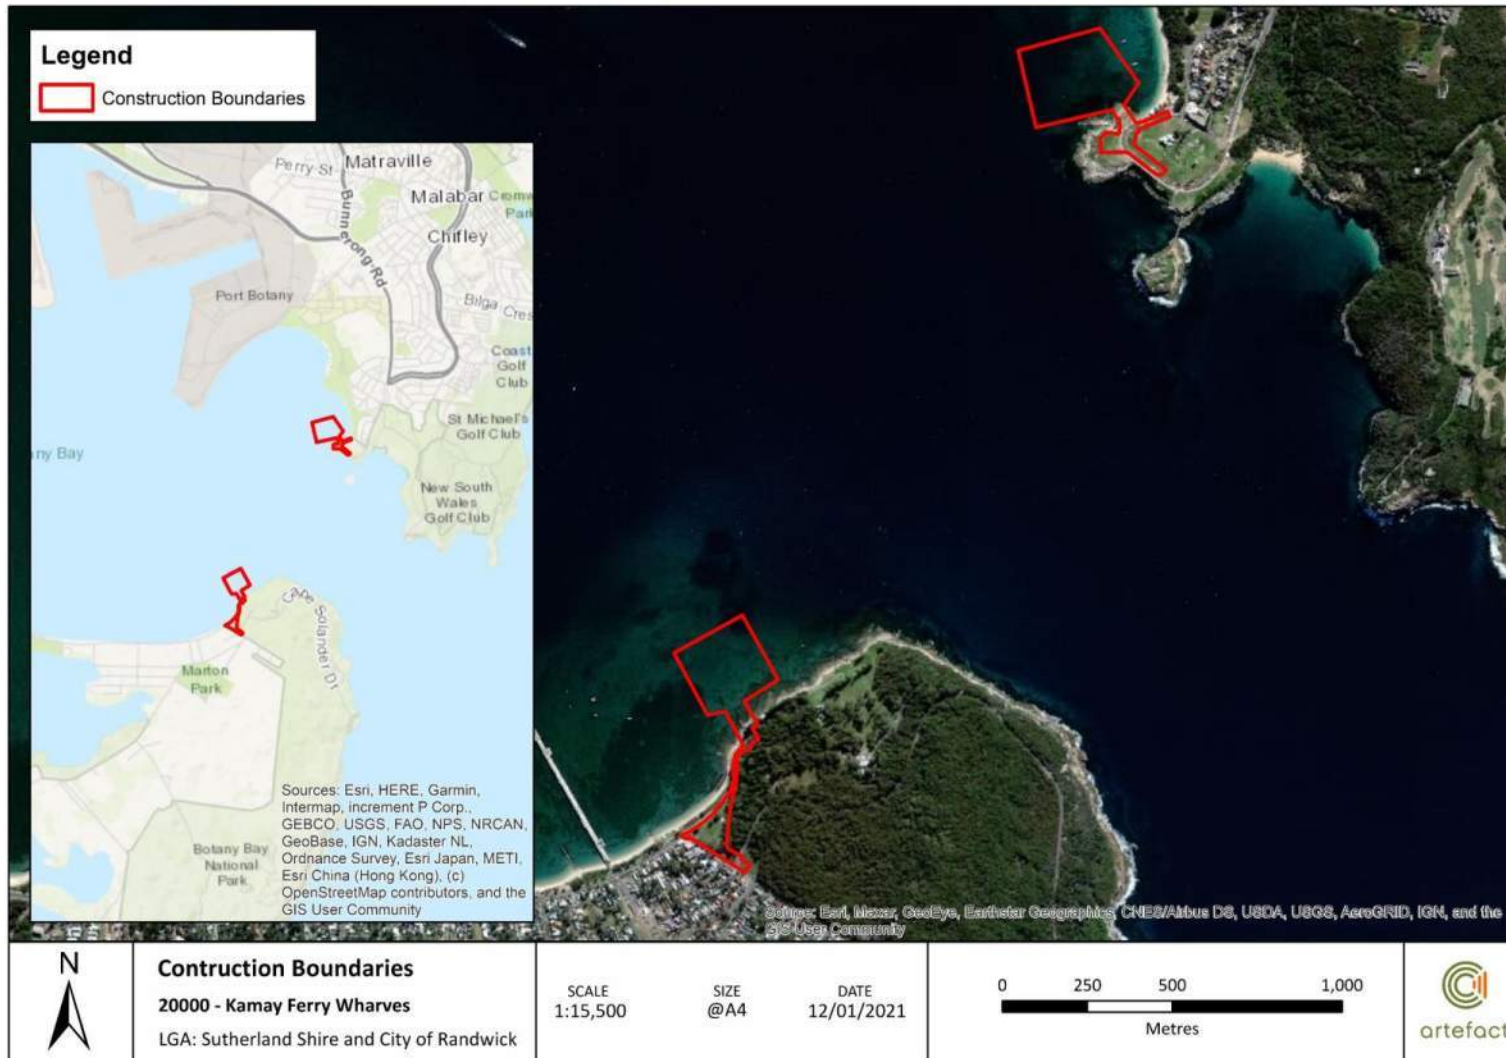 Legend
Construction Boundaries
Perry St
Matraville
Malabar
Cromw
Park
Chifley
Bunnerong Rd
Port Botany
Bilga Cres
Coast
Golf
Club
St Michael's
Golf Club
ny Bay
New South
Wales
Golf Club
Cape Solander Dr
Marton
Park
Botany Bay
National
Park
Sources: Esri, HERE, Garmin,
Intermap, increment P Corp.,
GEBCO, USGS, FAO, NPS, NRCAN,
GeoBase, IGN, Kadaster NL,
Ordnance Survey, Esri Japan, METI,
Esri China (Hong Kong), (c)
OpenStreetMap contributors, and the
GIS User Community
Source: Esri, Maxar, GeoEye, Earthstar Geographics, CNES/Airbus DS, USDA, USGS, AeroGRID, IGN, and the
GIS User Community
N
Contruction Boundaries
20000 - Kamay Ferry Wharves
LGA: Sutherland Shire and City of Randwick
SCALE
1:15,500
SIZE
@A4
DATE
12/01/2021
0 250 500 1,000
Metres
artefact